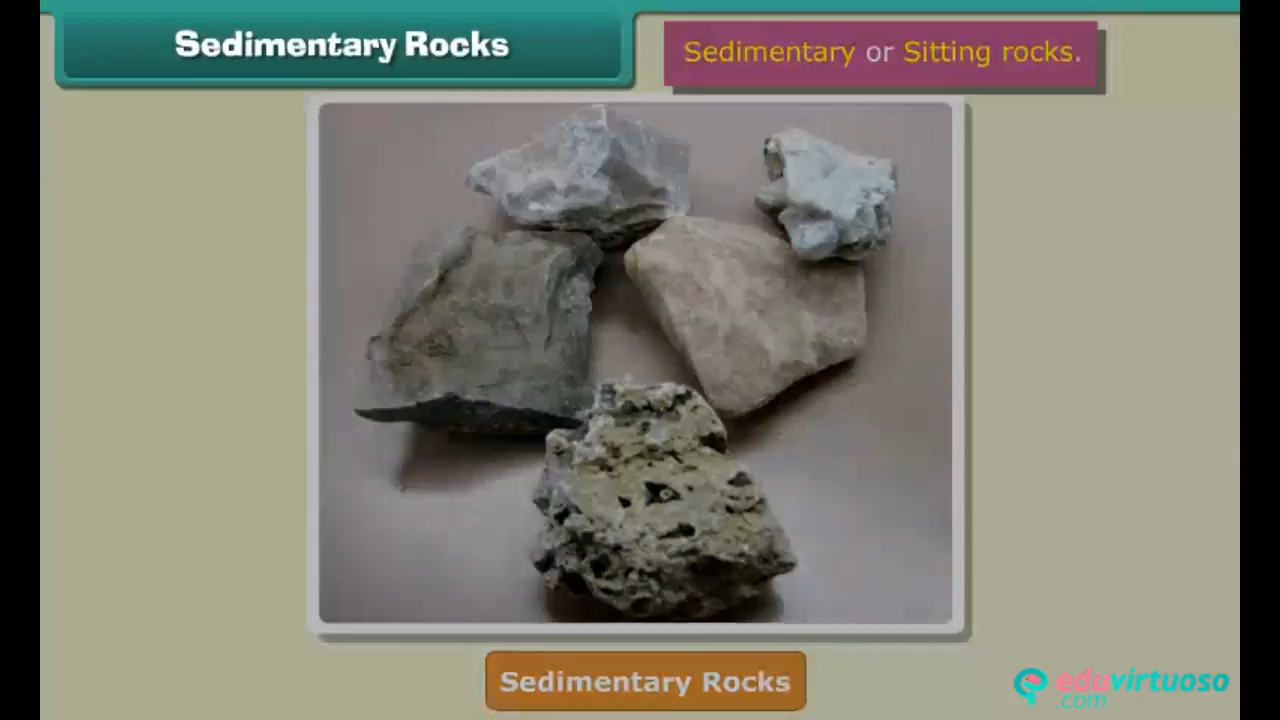 Sedimentary Rocks
Sedimentary or Sitting rocks.
Sedimentary Rocks
eduvirtuoso
.com